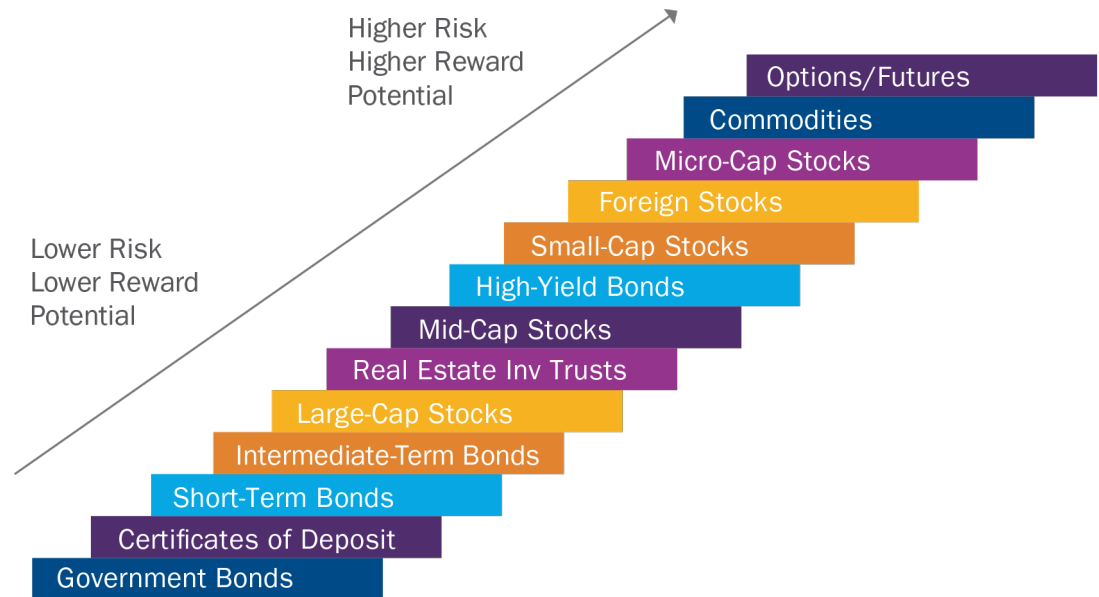 Higher Risk
Higher Reward
Potential
Lower Risk
Lower Reward
Potential
Options/Futures
Commodities
Micro-Cap Stocks
Foreign Stocks
Small-Cap Stocks
High-Yield Bonds
Mid-Cap Stocks
Real Estate Inv Trusts
Large-Cap Stocks
Intermediate-Term Bonds
Short-Term Bonds
Certificates of Deposit
Government Bonds